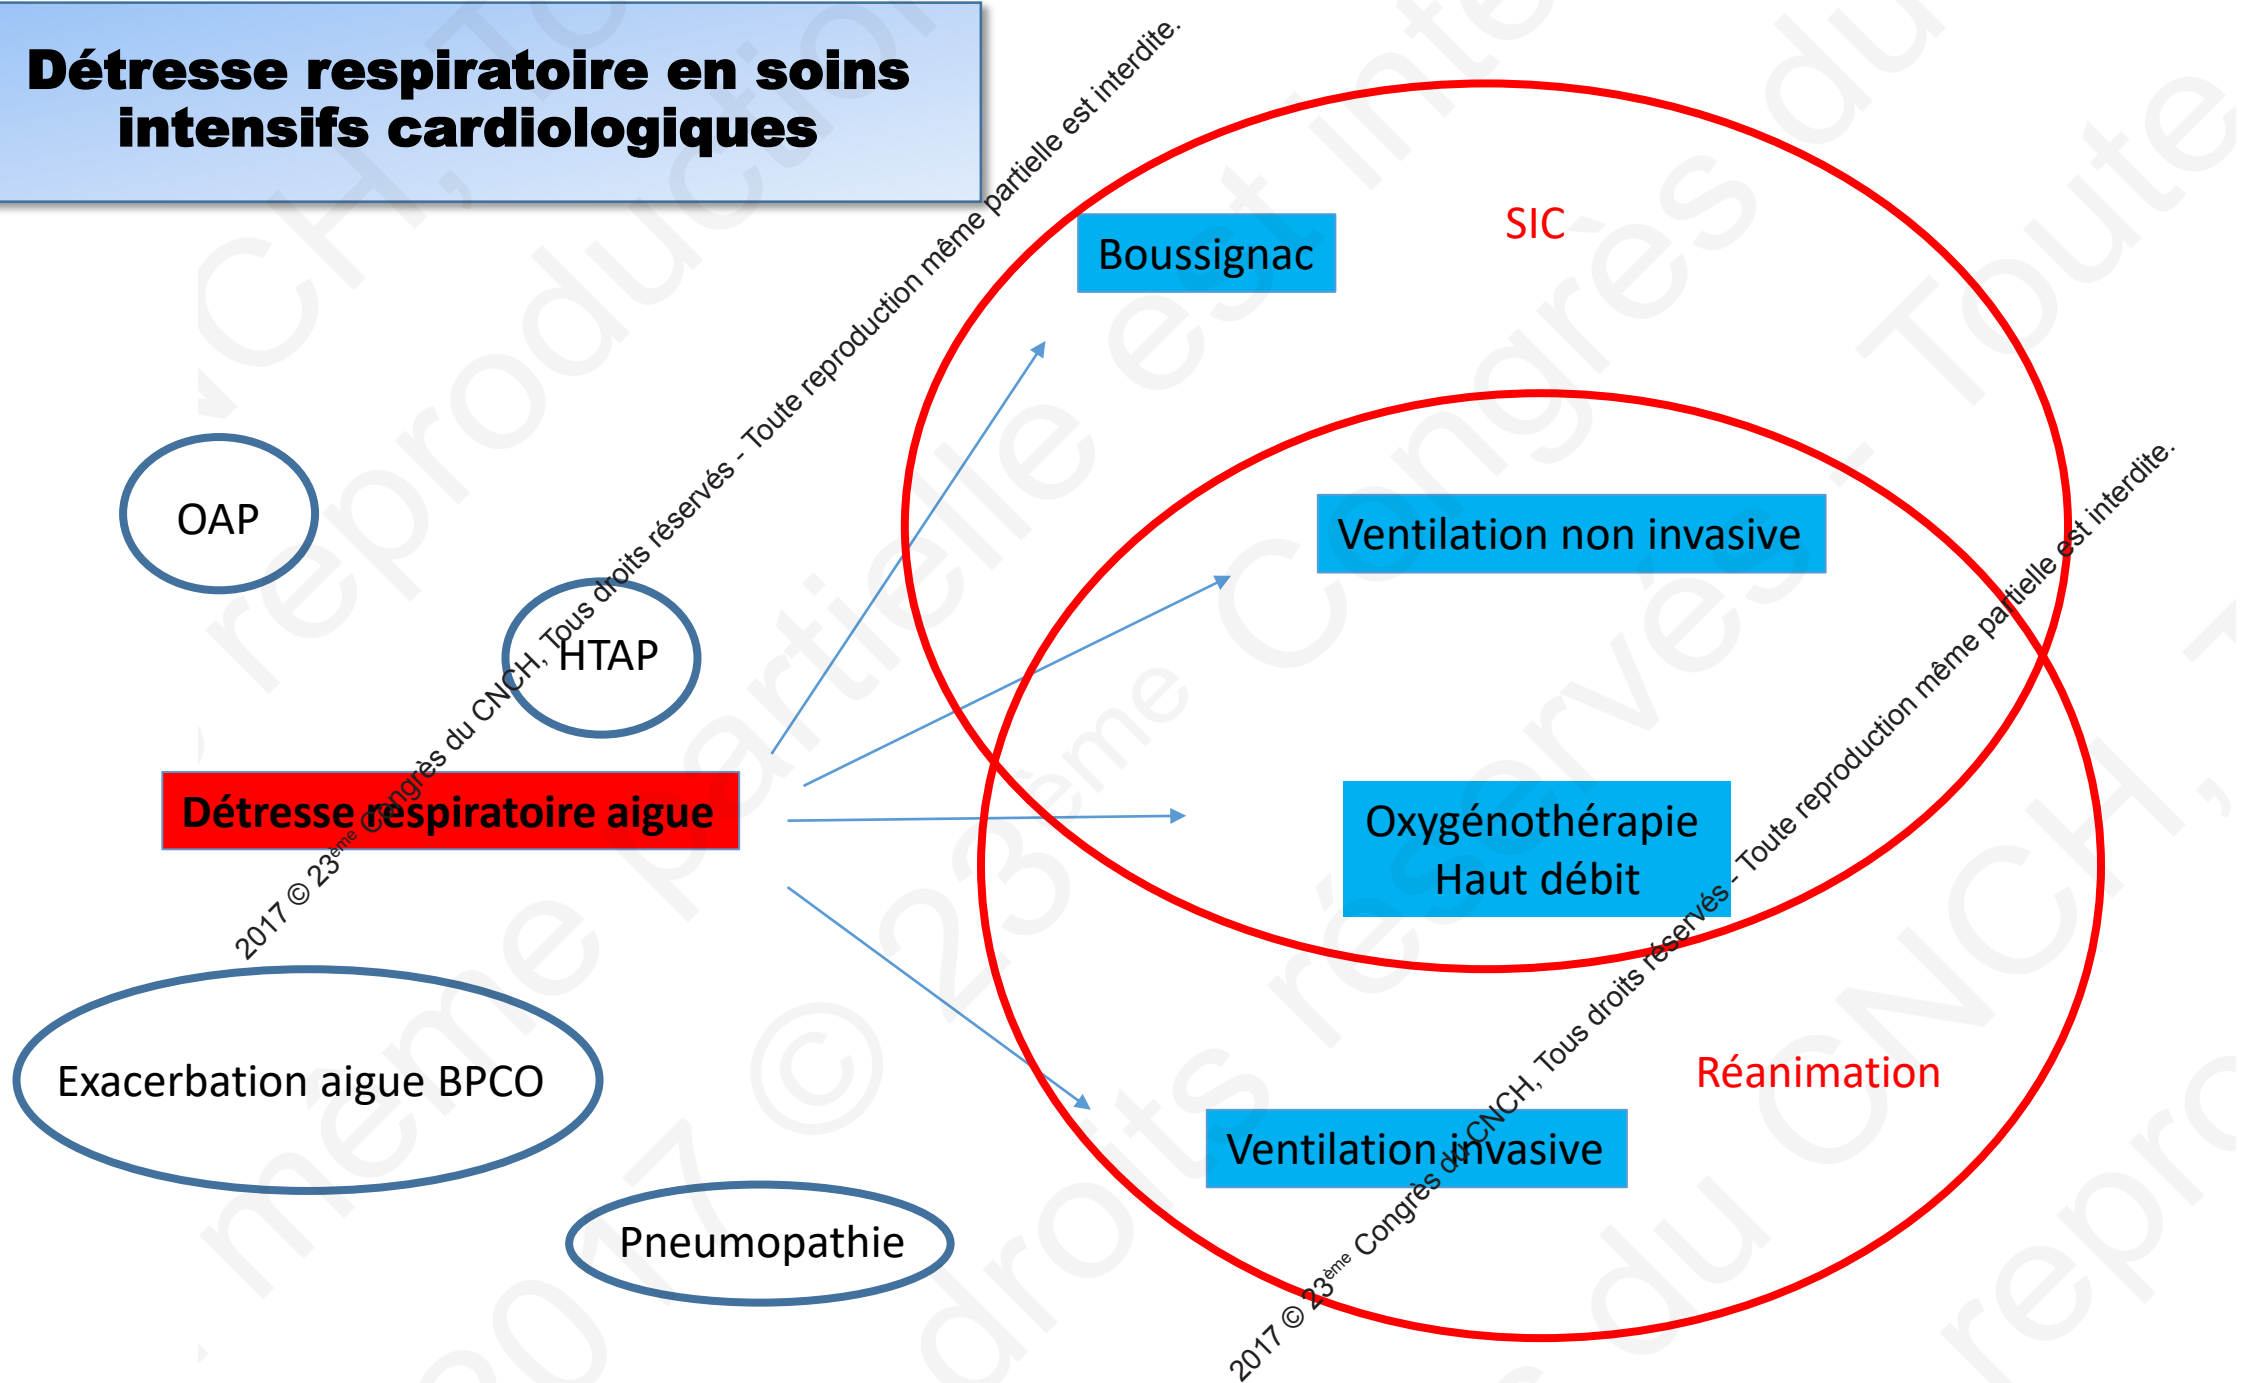 Détresse respiratoire en soins
intensifs cardiologiques
SIC
Boussignac
OAP
Ventilation non invasive
HTAP
Détresse respiratoire aigue
Oxygénothérapie
Haut débit
Exacerbation aigue BPCO
Réanimation
Ventilation invasive
Pneumopathie
2017 © 23ème Congrès du CNCH, Tous droits réservés - Toute reproduction même partielle est interdite.
2017 © 23ème Congrès du CNCH, Tous droits réservés - Toute reproduction même partielle est interdite.